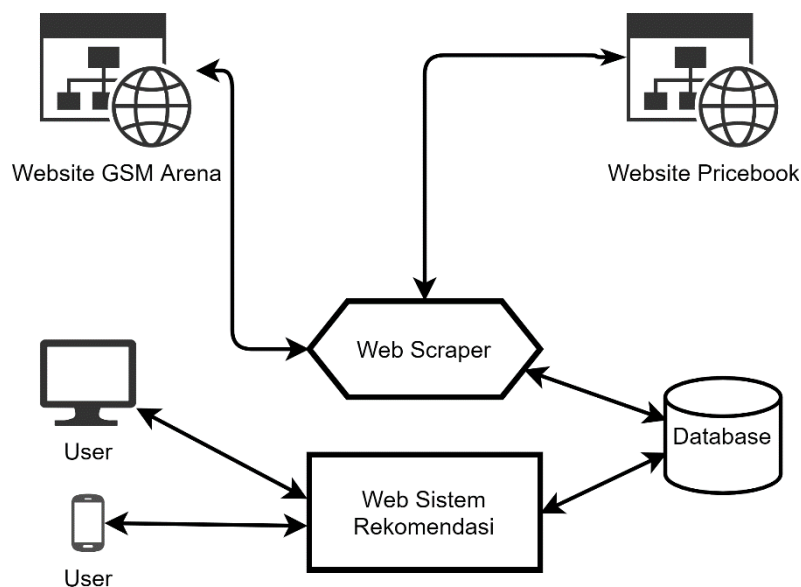 Website GSM Arena
Website Pricebook
Web Scraper
User
Database
Web Sistem
Rekomendasi
User